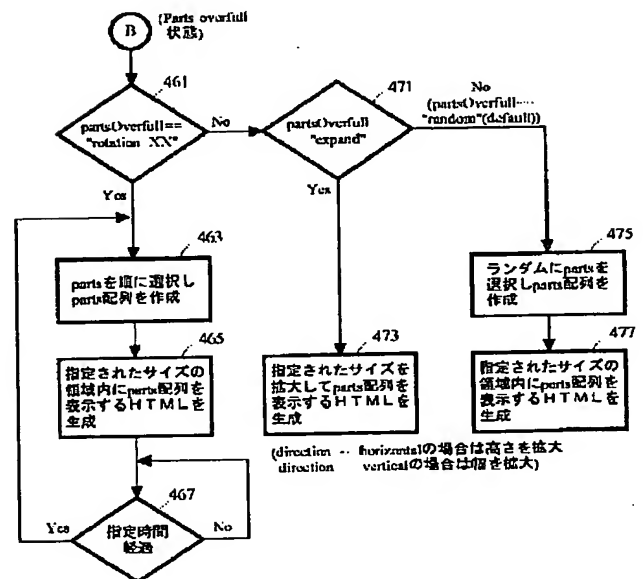 B
(Parts overfull
状態)
461
partsOverfull==
"rotation XX"
No
Yes
471
partsOverfull
"expand"
No
(partsOverfull
"random"(default))
Yes
463
partsを順に選択し
parts配列を作成
465
指定されたサイズの
領域内にparts配列を
表示するHTMLを
生成
467
指定時間
経過
Yes
No
473
指定されたサイズを
拡大してparts配列を
表示するHTMLを
生成
(direction horizontalの場合は高さを拡大
direction verticalの場合は幅を拡大)
475
ランダムにpartsを
選択しparts配列を
作成
477
指定されたサイズの
領域内にparts配列を
表示するHTMLを
生成